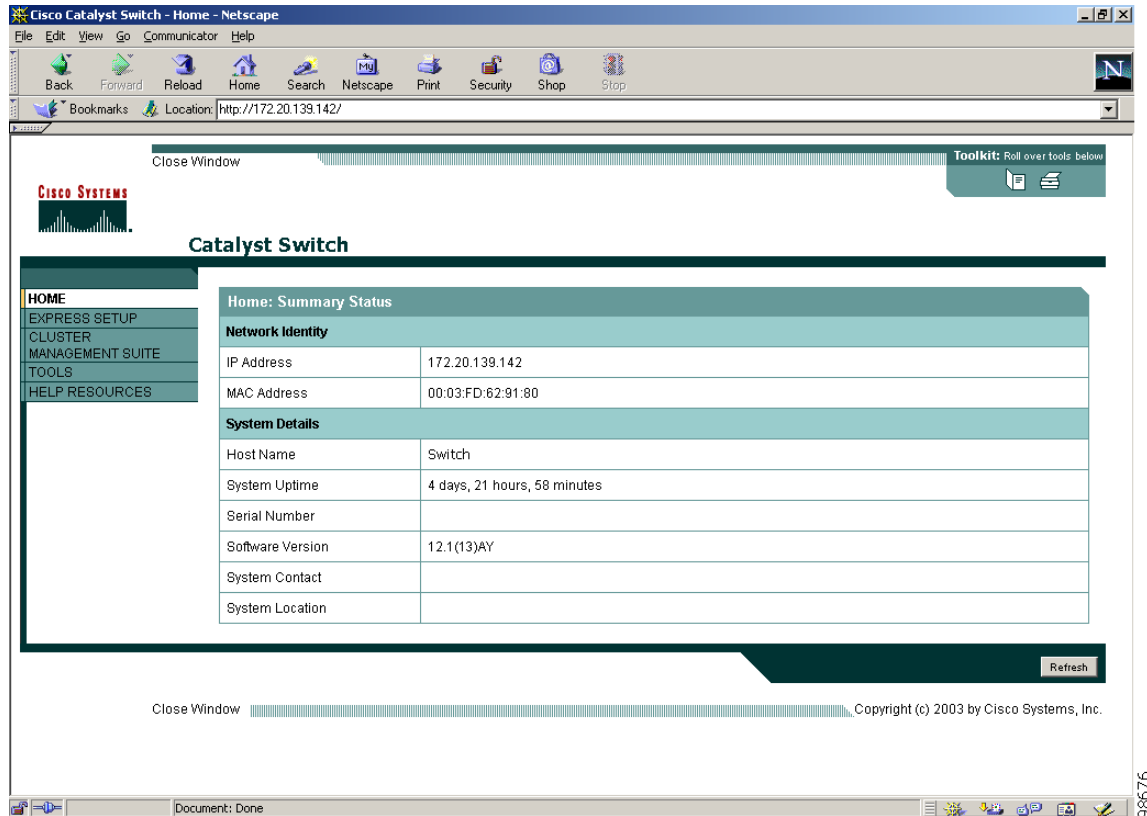 Cisco Catalyst Switch - Home - Netscape
File Edit View Go Communicator Help
Back Forward Reload Home Search Netscape Print Security Shop Stop
My
N
Bookmarks Location: http://172.20.139.142/
Close Window
Toolkit: Roll over tools below
CISCO SYSTEMS
Catalyst Switch
HOME
EXPRESS SETUP
CLUSTER
MANAGEMENT SUITE
TOOLS
HELP RESOURCES
Home: Summary Status
Network Identity
IP Address 172.20.139.142
MAC Address 00:03:FD:62:91:80
System Details
Host Name Switch
System Uptime 4 days, 21 hours, 58 minutes
Serial Number
Software Version 12.1(13)AY
System Contact
System Location
Refresh
Close Window Copyright (c) 2003 by Cisco Systems, Inc.
Document: Done
98676